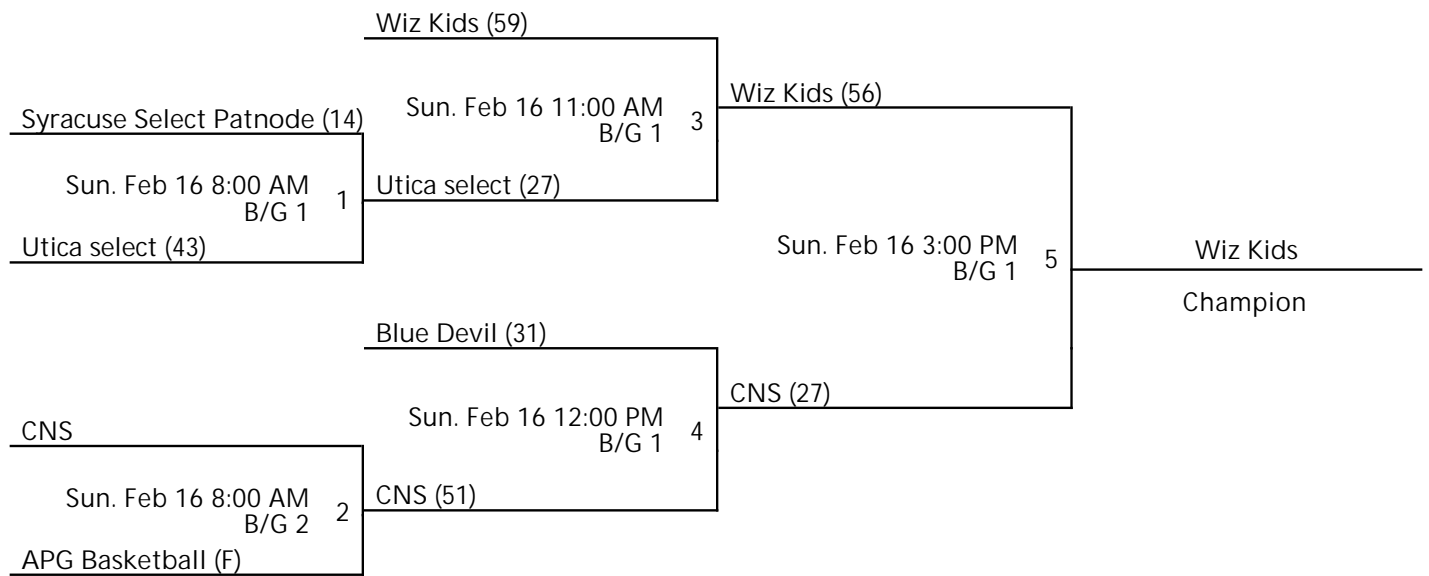 Wiz Kids (59)
Sun. Feb 16 11:00 AM
B/G 1
3
Wiz Kids (56)
Syracuse Select Patnode (14)
Sun. Feb 16 8:00 AM
B/G 1
1
Utica select (27)
Utica select (43)
Sun. Feb 16 3:00 PM
B/G 1
5
Wiz Kids
Champion
Blue Devil (31)
Sun. Feb 16 12:00 PM
B/G 1
4
CNS (27)
CNS
Sun. Feb 16 8:00 AM
B/G 2
2
CNS (51)
APG Basketball (F)